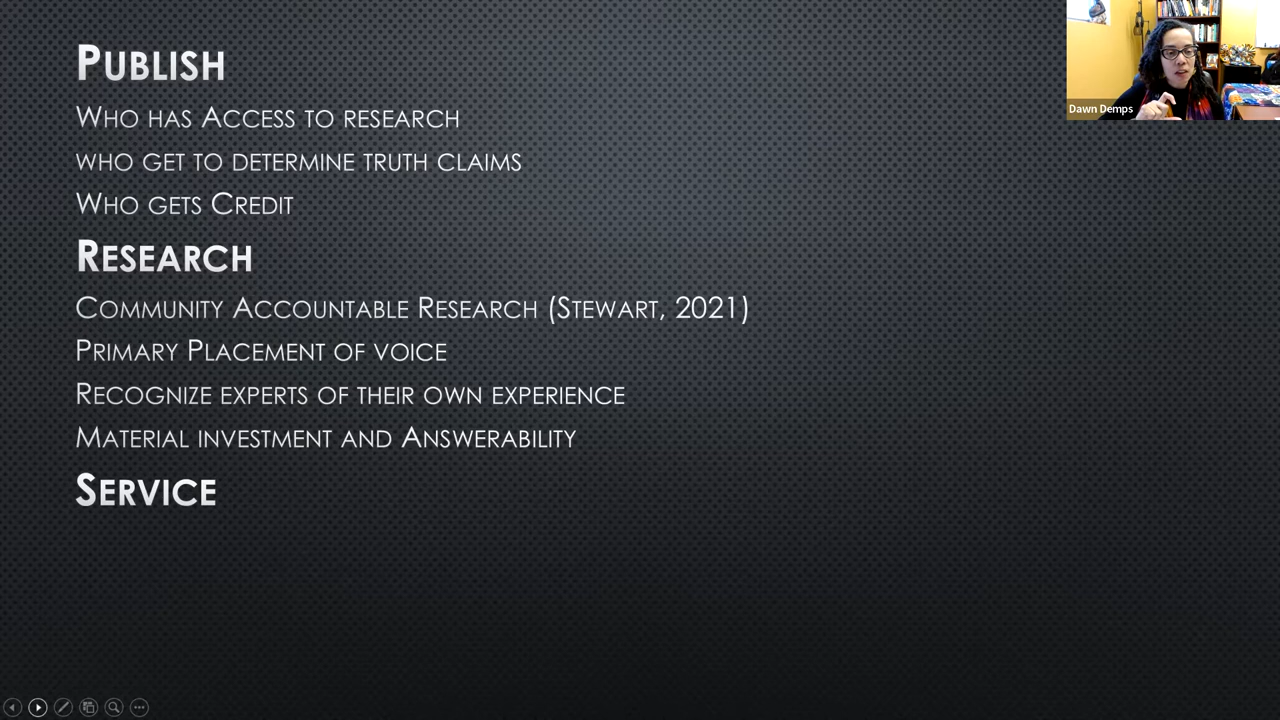 Publish
Who has Access to research
who get to determine truth claims
Who gets Credit
Research
Community Accountable Research (Stewart, 2021)
Primary Placement of voice
Recognize experts of their own experience
Material investment and Answerability
Service
Dawn Demps